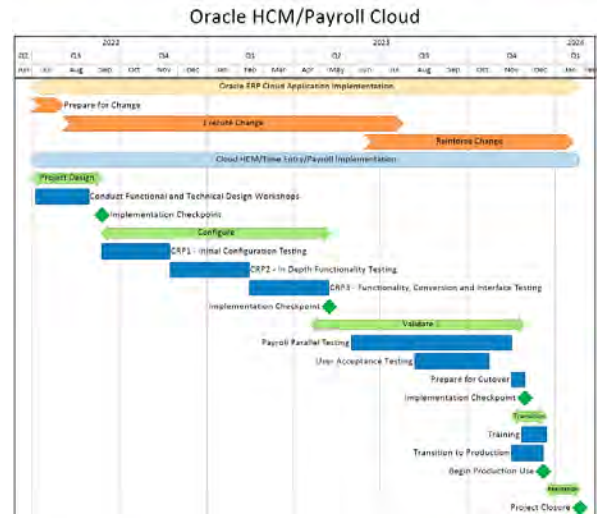 Oracle HCM/Payroll Cloud
2022 2023 2024
Q2 Q3 Q4 Q1 Q2 Q3 Q4 Q1
Jun Jul Aug Sep Oct Nov Dec Jan Feb Mar Apr May Jun Jul Aug Sep Oct Nov Dec Jan Feb
Oracle ERP Cloud Application Implementation
Prepare for Change
Execute Change
Reinforce Change
Cloud HCM/Time Entry/Payroll Implementation
Project Design
Conduct Functional and Technical Design Workshops
Implementation Checkpoint
Configure
CRP1 - Initial Configuration Testing
CRP2 - In Depth Functionality Testing
CRP3 - Functionality, Conversion and Interface Testing
Implementation Checkpoint
Validate
Payroll Parallel Testing
User Acceptance Testing
Prepare for Cutover
Implementation Checkpoint
Transition
Training
Transition to Production
Begin Production Use
Project Closure